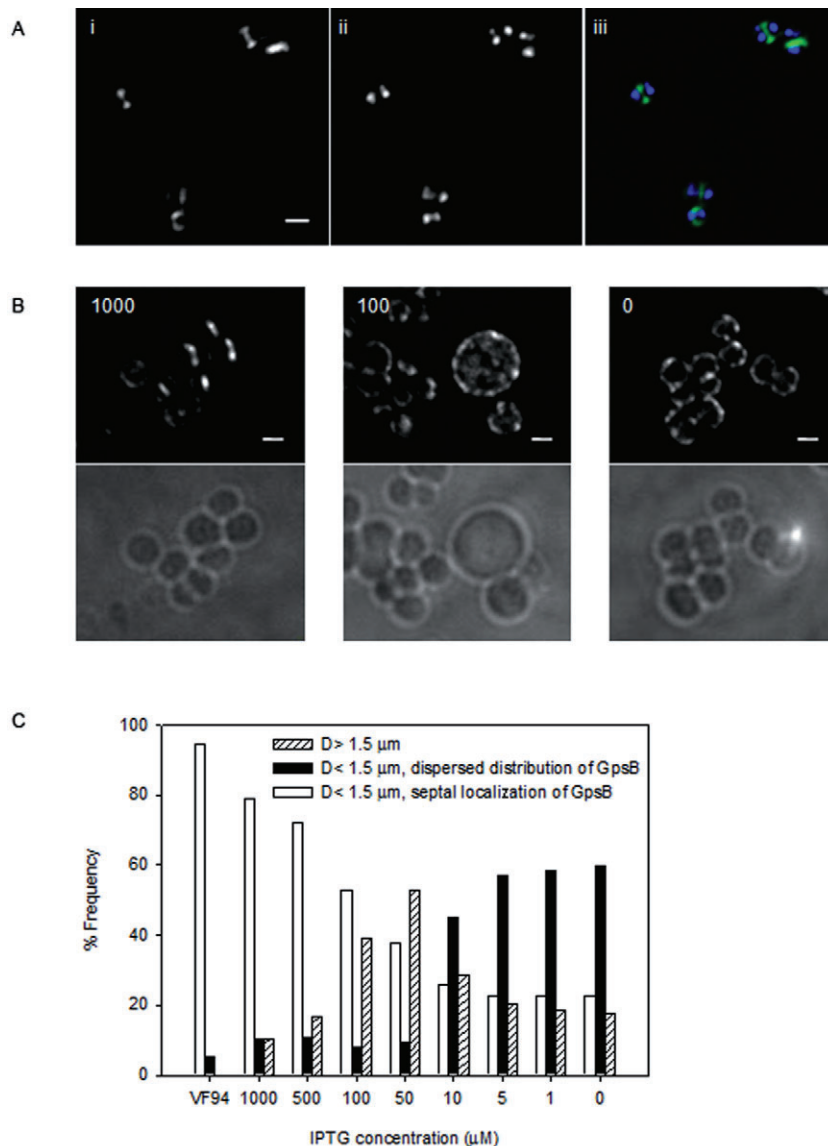 A
i
ii
iii
B
1000
100
0
C
100
80
60
40
20
0
% Frequency
D> 1.5 μm
D< 1.5 μm, dispersed distribution of GpsB
D< 1.5 μm, septal localization of GpsB
VF94 1000 500 100 50 10 5 1 0
IPTG concentration (μM)